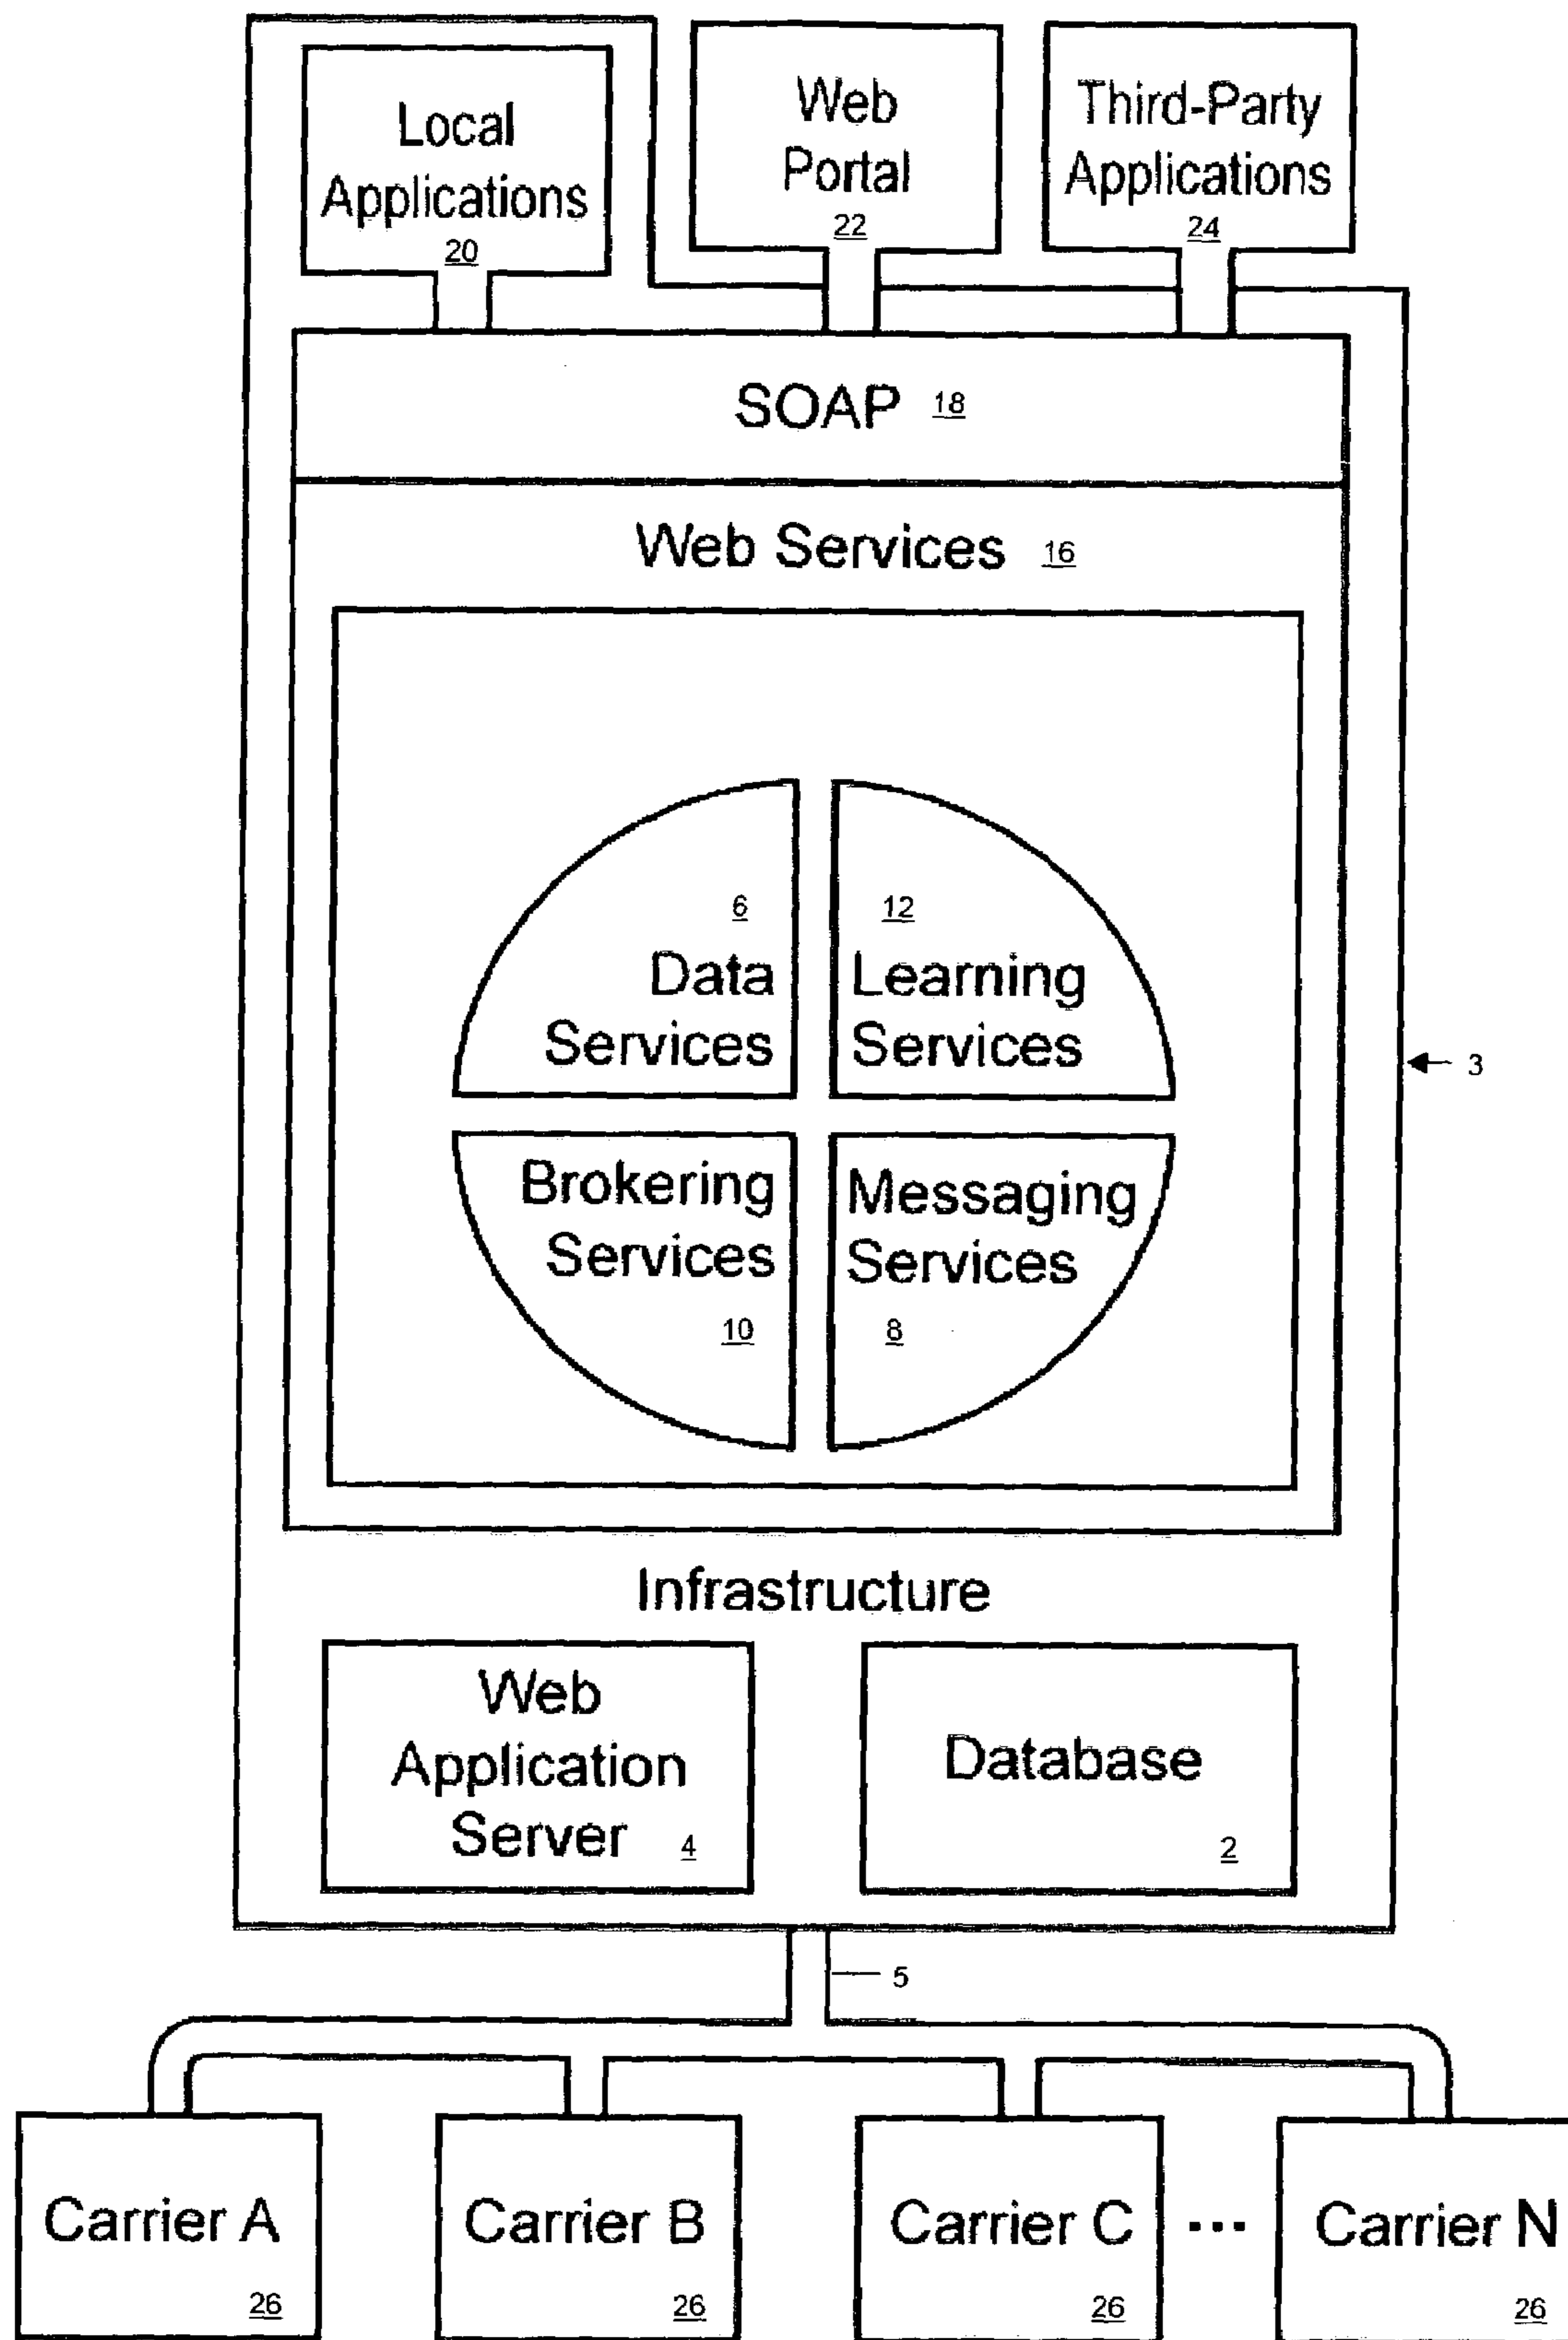 Local
Applications
20
Web
Portal
22
Third-Party
Applications
24
SOAP 18
Web Services 16
6
Data
Services
12
Learning
Services
3
Brokering
Services
10
Messaging
Services
8
Infrastructure
Web
Application
Server 4
Database
2
5
Carrier A
26
Carrier B
26
Carrier C
26
...
Carrier N
26